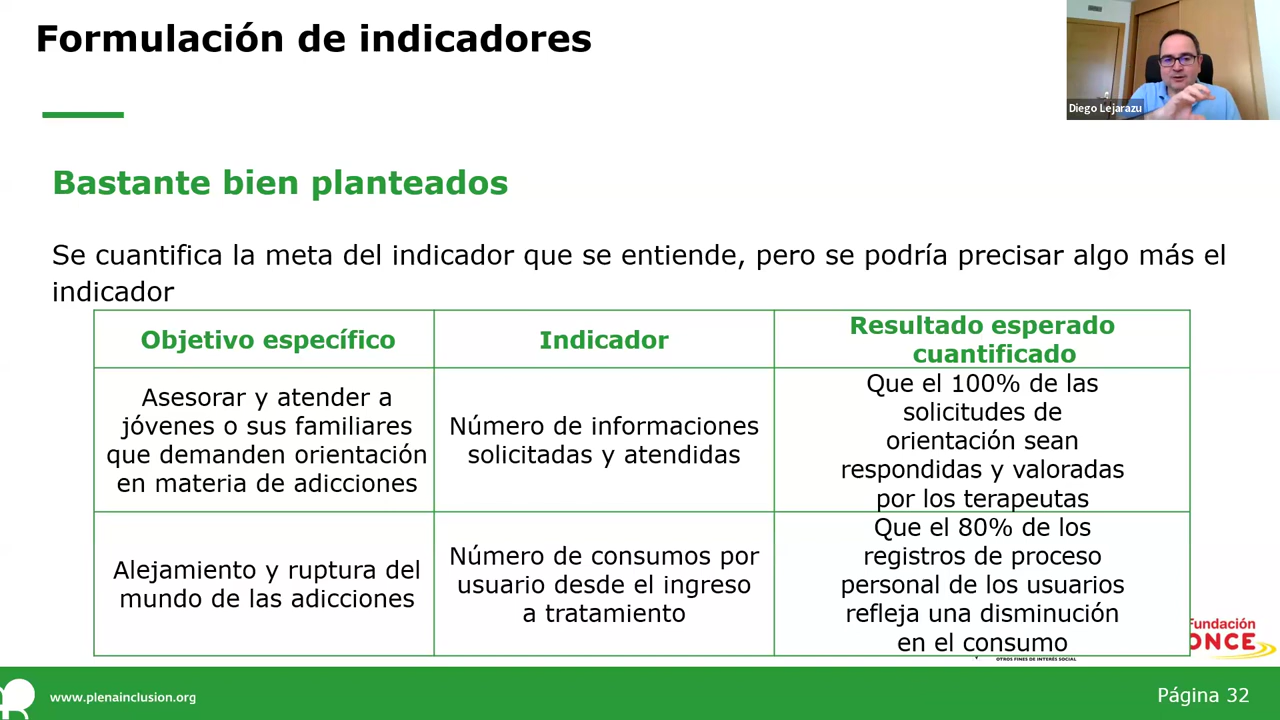 Formulación de indicadores
Diego Lejarazu
Bastante bien planteados
Se cuantifica la meta del indicador que se entiende, pero se podría precisar algo más el
indicador
Objetivo específico
Indicador
Resultado esperado
cuantificado
Asesorar y atender a
jóvenes o sus familiares
que demanden orientación
en materia de adicciones
Número de informaciones
solicitadas y atendidas
Que el 100% de las
solicitudes de
orientación sean
respondidas y valoradas
por los terapeutas
Alejamiento y ruptura del
mundo de las adicciones
Número de consumos por
usuario desde el ingreso
a tratamiento
Que el 80% de los
registros de proceso
personal de los usuarios
refleja una disminución
en el consumo
Fundación
ONCE
OTROS FINES DE INTERÉS SOCIAL
www.plenainclusion.org
Página 32